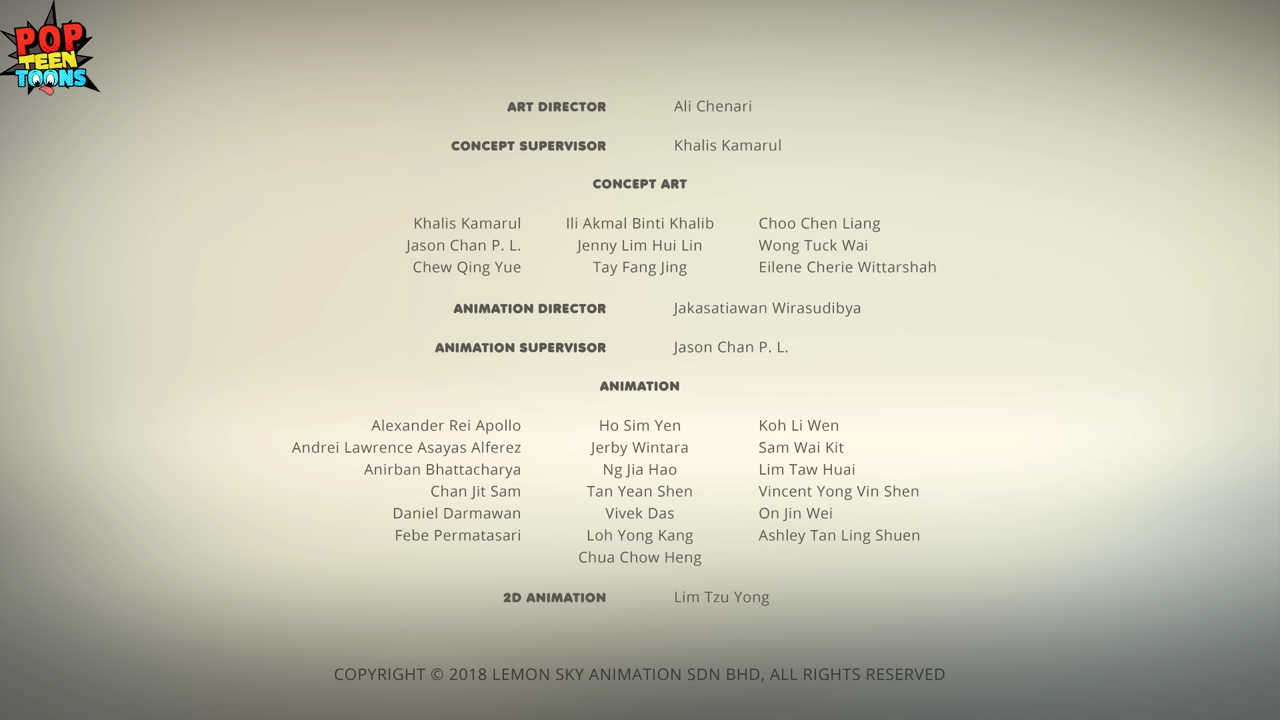 POP
TEEN
TOONS
ART DIRECTOR Ali Chenari
CONCEPT SUPERVISOR Khalis Kamarul
CONCEPT ART
Khalis Kamarul Ili Akmal Binti Khalib Choo Chen Liang
Jason Chan P. L. Jenny Lim Hui Lin Wong Tuck Wai
Chew Qing Yue Tay Fang Jing Eilene Cherie Wittarshah
ANIMATION DIRECTOR Jakasatiawan Wirasudibya
ANIMATION SUPERVISOR Jason Chan P. L.
ANIMATION
Alexander Rei Apollo Ho Sim Yen Koh Li Wen
Andrei Lawrence Asayas Alferez Jerby Wintara Sam Wai Kit
Anirban Bhattacharya Ng Jia Hao Lim Taw Huai
Chan Jit Sam Tan Yean Shen Vincent Yong Vin Shen
Daniel Darmawan Vivek Das On Jin Wei
Febe Permatasari Loh Yong Kang Ashley Tan Ling Shuen
Chua Chow Heng
2D ANIMATION Lim Tzu Yong
COPYRIGHT © 2018 LEMON SKY ANIMATION SDN BHD, ALL RIGHTS RESERVED